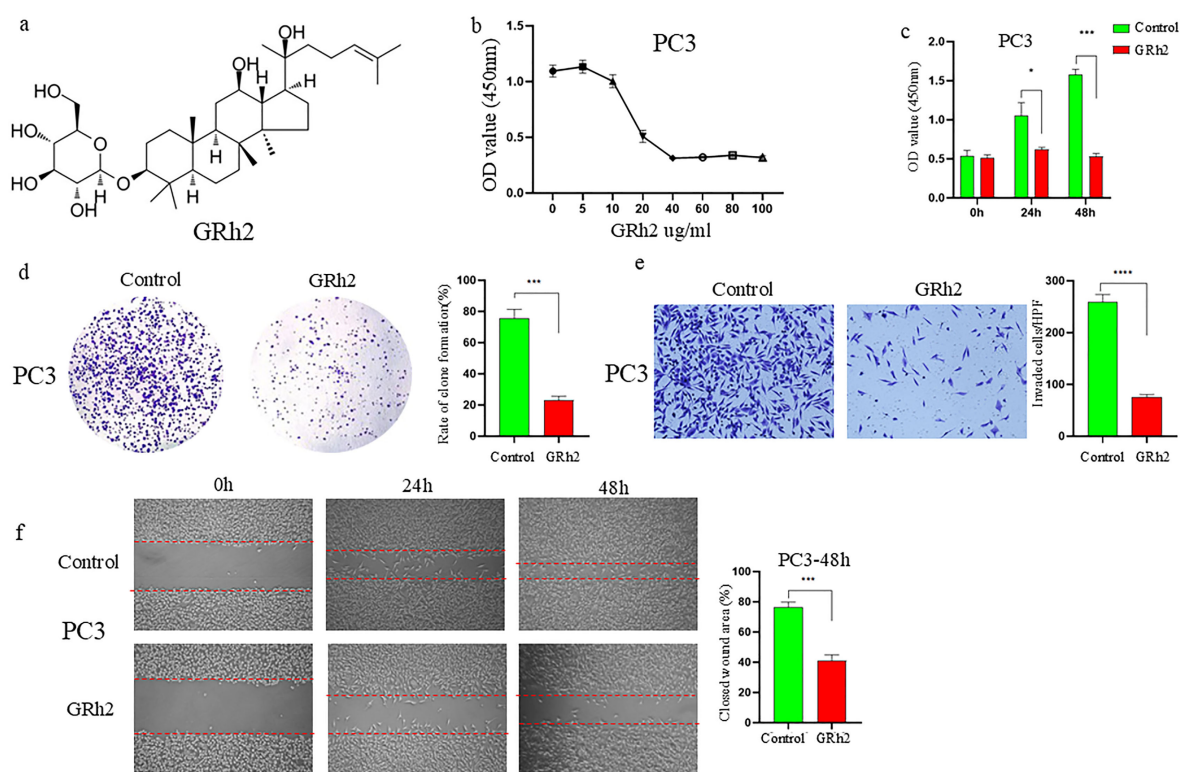 a
OH
OH
H
H
HO
HO
O
HO
H
H
O
H
OH
OH
H
GRh2
b
PC3
OD value (450nm)
1.5
1.0
0.5
0.0
0 5 10 20 40 60 80 100
GRh2 ug/ml
c
PC3
Control
GRh2
OD value (450nm)
2.0
1.5
1.0
0.5
0.0
*
***
0h 24h 48h
d
Control GRh2
PC3
Rate of clone formation(%)
100
80
60
40
20
0
***
Control GRh2
e
Control GRh2
PC3
Invaded cells/HPF
300
200
100
0
****
Control GRh2
f
0h 24h 48h
Control
PC3
GRh2
PC3-48h
Closed wound area (%)
100
80
60
40
20
0
***
Control GRh2